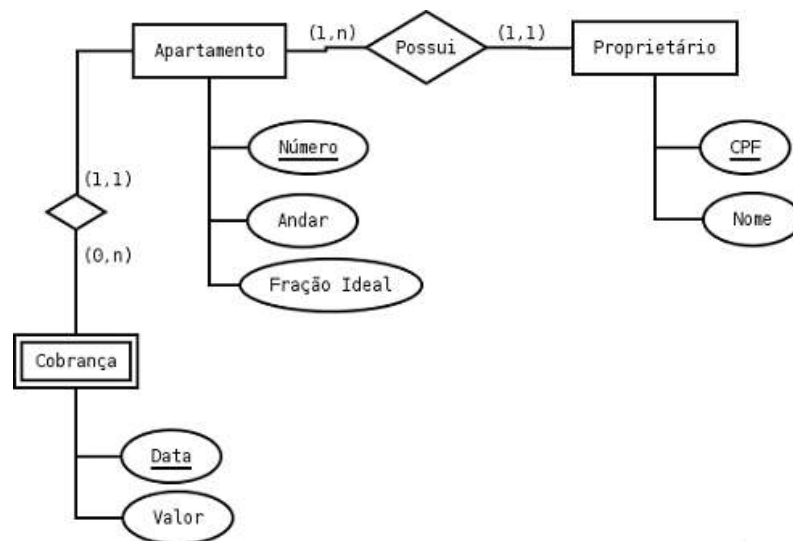 Apartamento
(1,n)
Possui
(1,1)
Proprietário
Número
CPF
(1,1)
Andar
Nome
(0,n)
Fração Ideal
Cobrança
Data
Valor